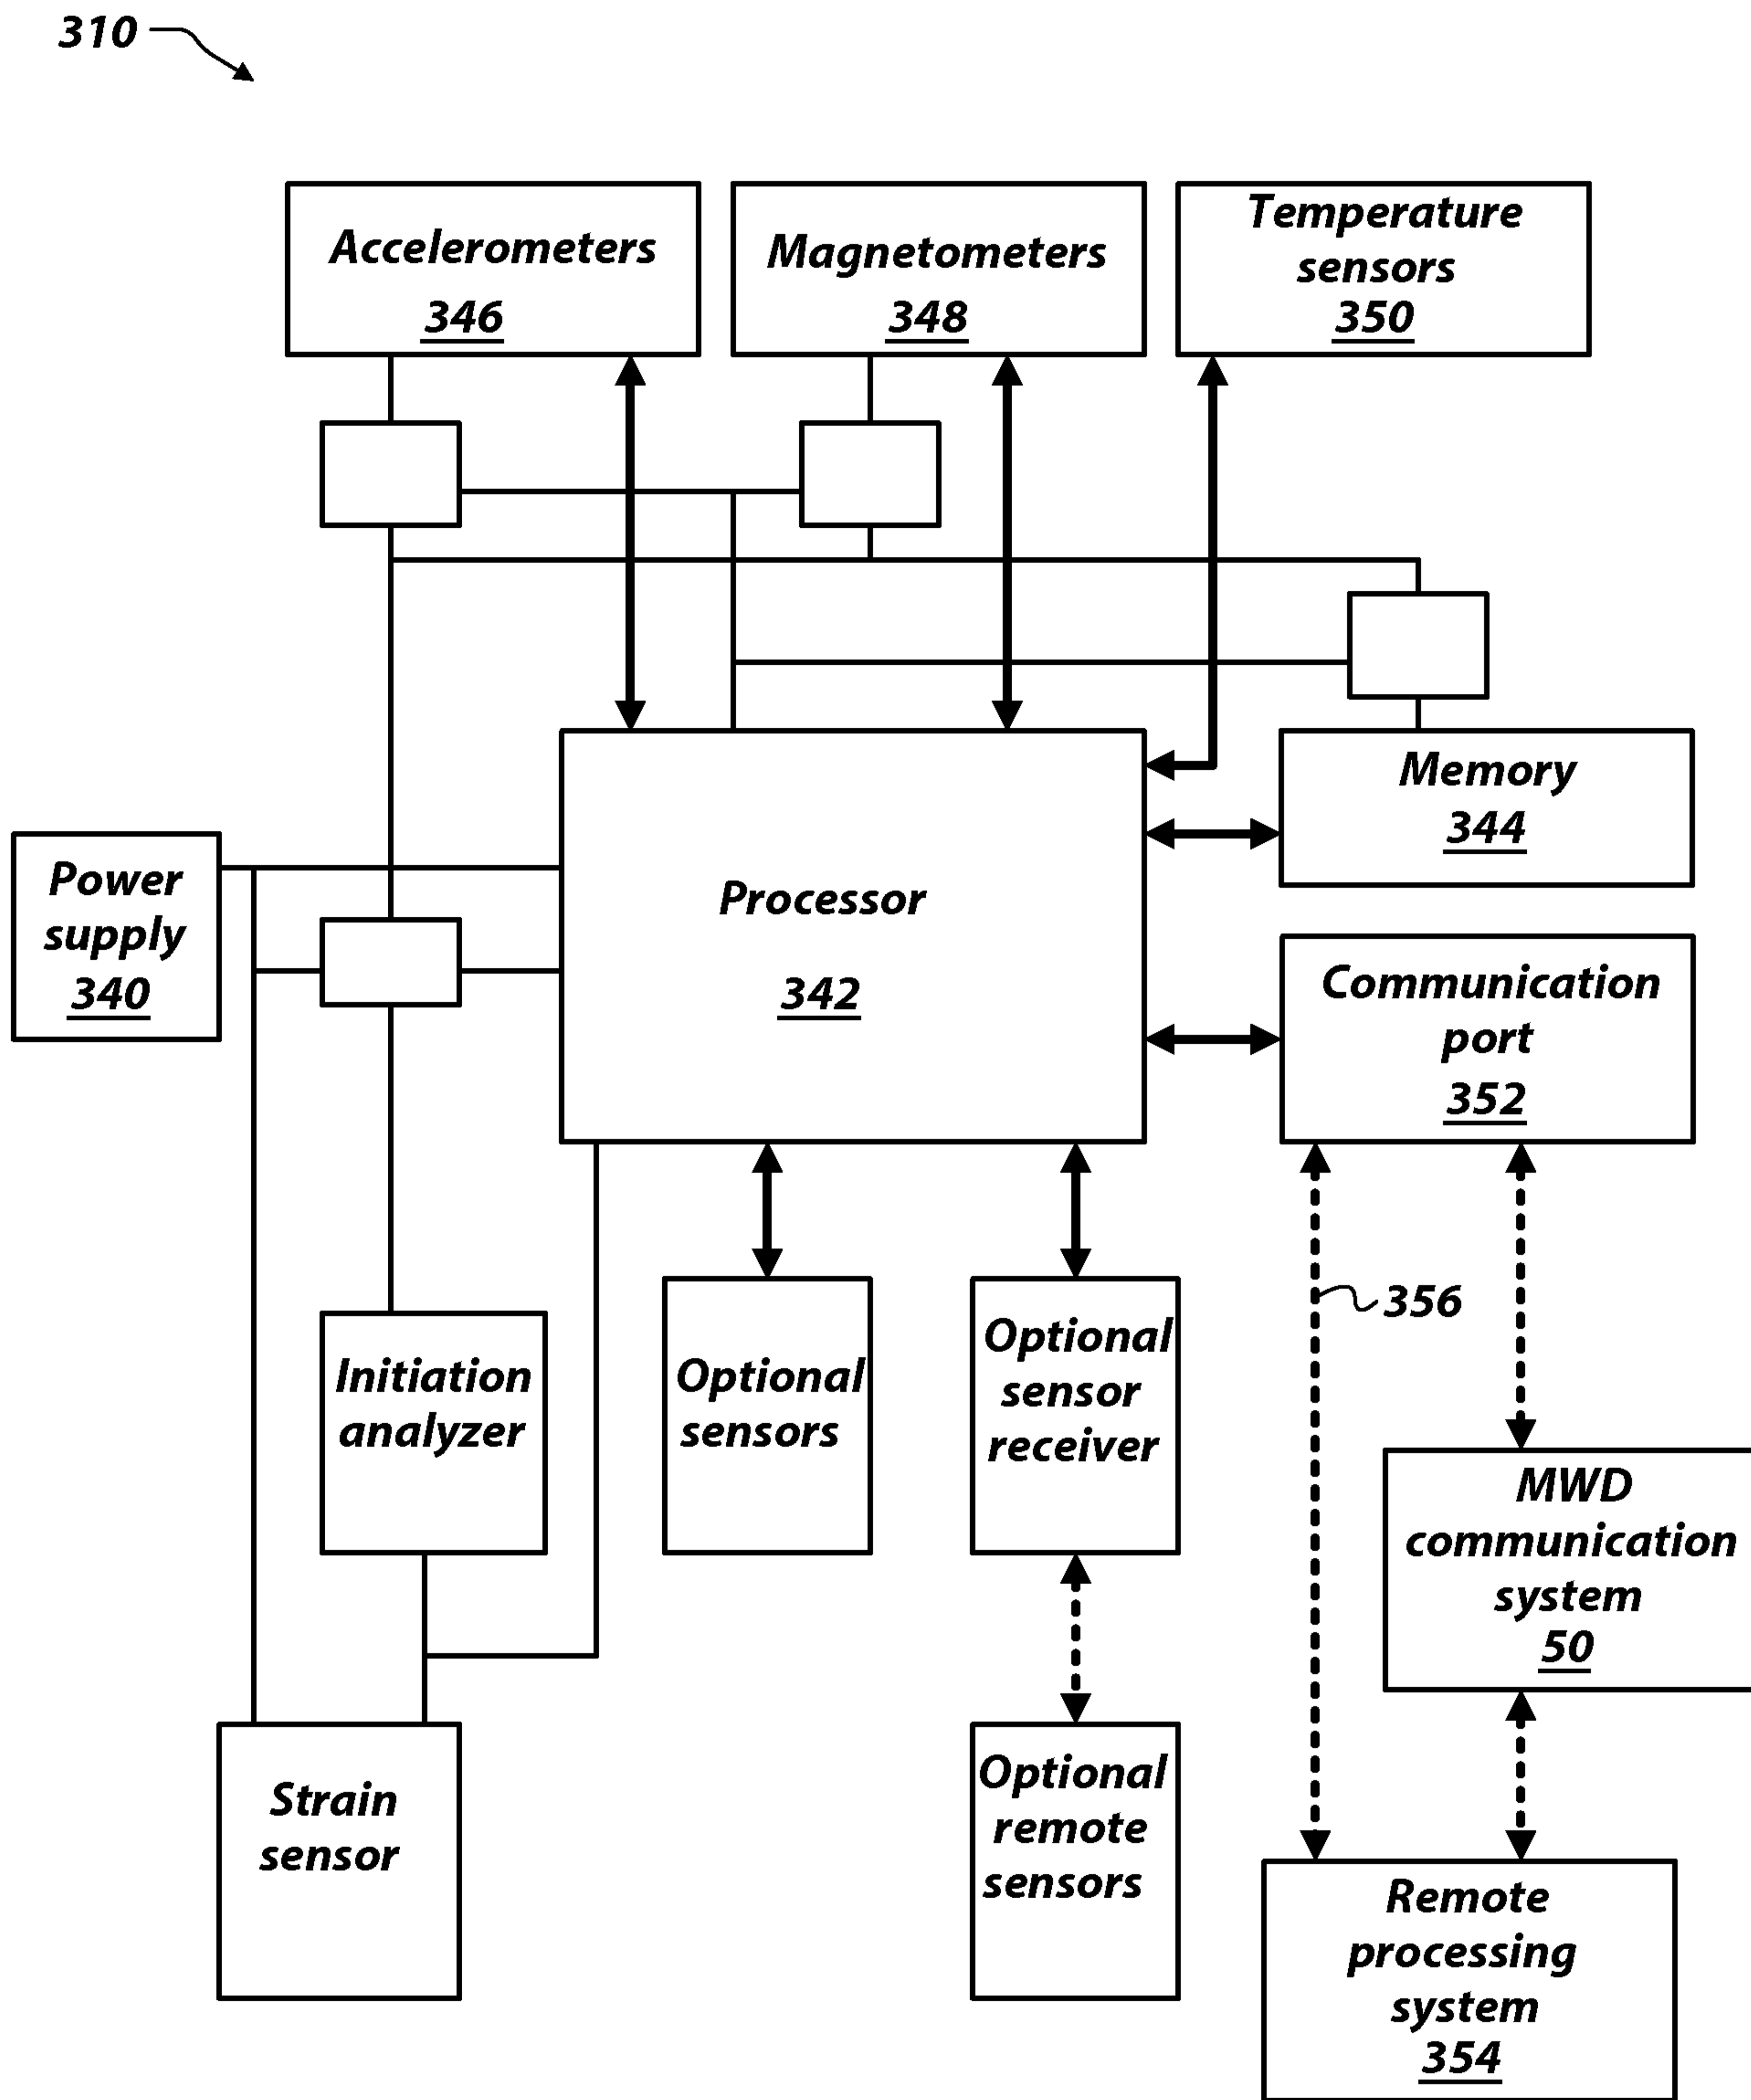 310
Accelerometers
346
Magnetometers
348
Temperature
sensors
350
Memory
344
Power
supply
340
Processor
342
Communication
port
352
356
Initiation
analyzer
Optional
sensors
Optional
sensor
receiver
MWD
communication
system
50
Strain
sensor
Optional
remote
sensors
Remote
processing
system
354